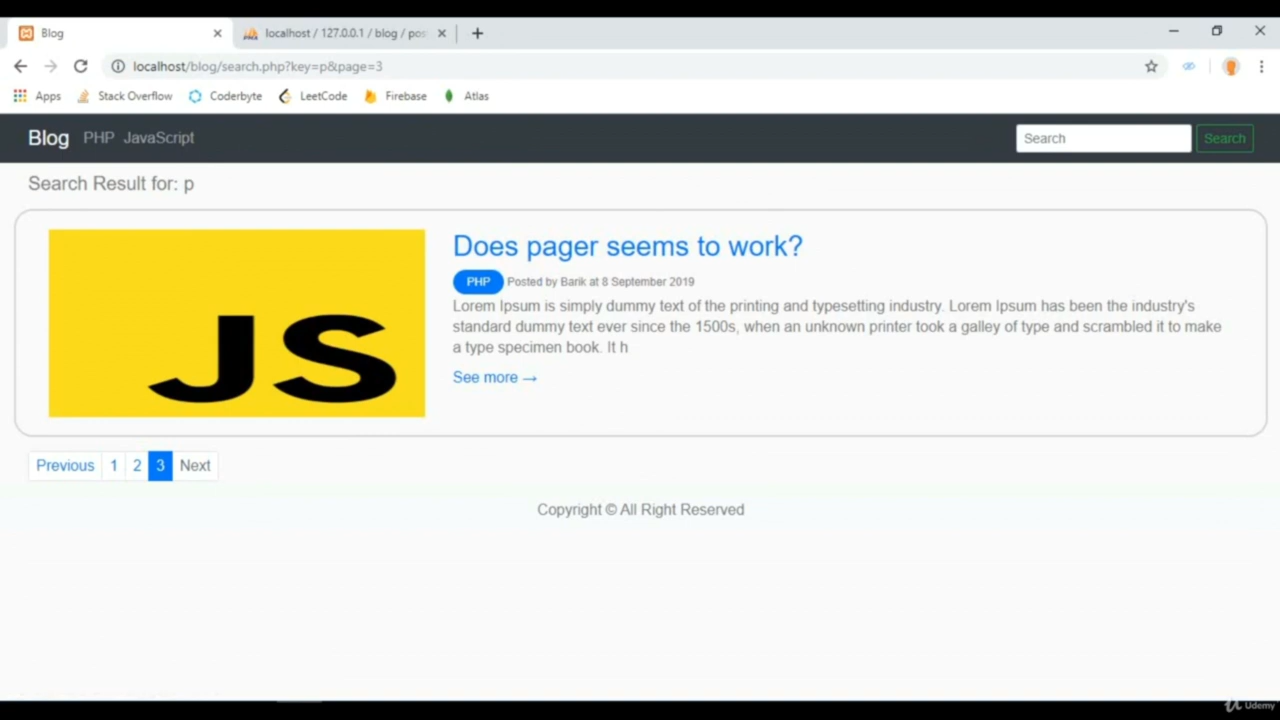 Blog
localhost / 127.0.0.1 / blog / pos
localhost/blog/search.php?key=p&page=3
Apps Stack Overflow Coderbyte LeetCode Firebase Atlas
Blog PHP JavaScript Search Search
Search Result for: p
JS
Does pager seems to work?
PHP Posted by Barik at 8 September 2019
Lorem Ipsum is simply dummy text of the printing and typesetting industry. Lorem Ipsum has been the industry's
standard dummy text ever since the 1500s, when an unknown printer took a galley of type and scrambled it to make
a type specimen book. It h
See more →
Previous 1 2 3 Next
Copyright © All Right Reserved
Udemy